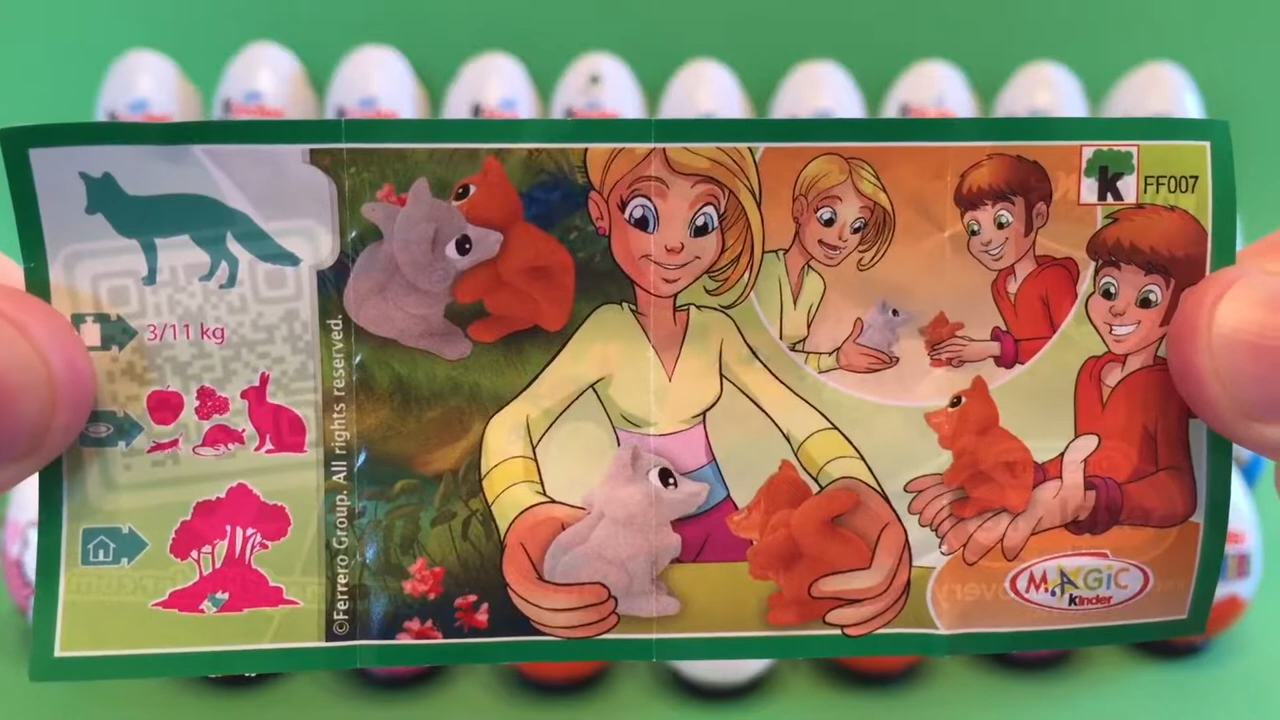 3/11 kg
©Ferrero Group. All rights reserved.
k
FF007
MAGiC
kinder